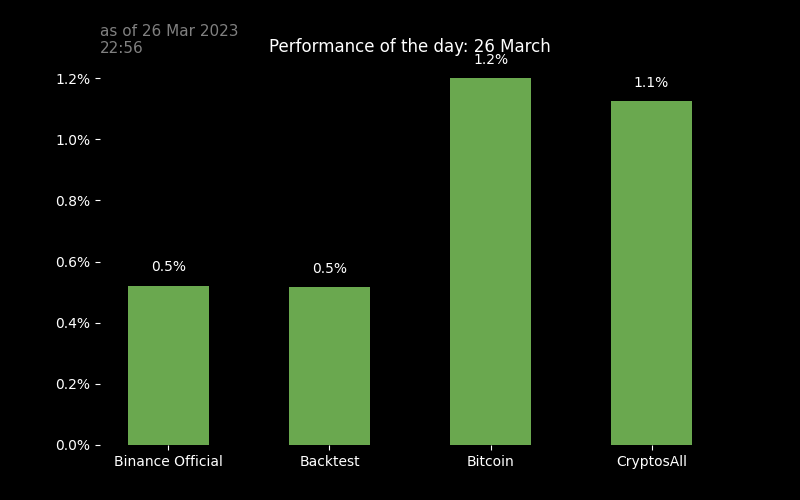 as of 26 Mar 2023
22:56
Performance of the day: 26 March
1.2%
1.2%
1.1%
1.0%
0.8%
0.6%
0.5%
0.5%
0.4%
0.2%
0.0%
Binance Official
Backtest
Bitcoin
CryptosAll